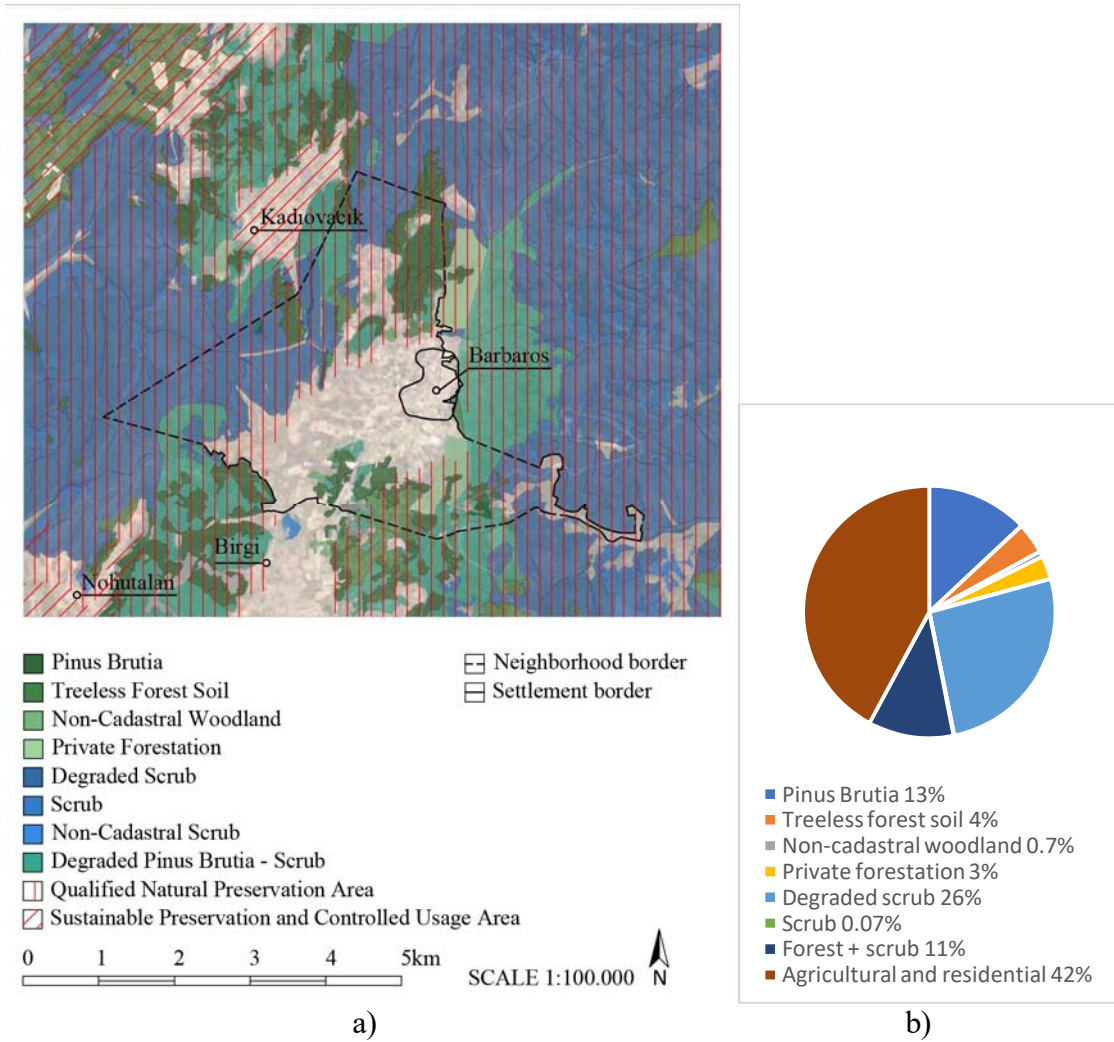 Kadıovacık
Barbaros
Birgi
Nohutalan
Pinus Brutia
Treeless Forest Soil
Non-Cadastral Woodland
Private Forestation
Degraded Scrub
Scrub
Non-Cadastral Scrub
Degraded Pinus Brutia - Scrub
Qualified Natural Preservation Area
Sustainable Preservation and Controlled Usage Area
Neighborhood border
Settlement border
0 1 2 3 4 5km
SCALE 1:100.000
N
a)
Pinus Brutia 13%
Treeless forest soil 4%
Non-cadastral woodland 0.7%
Private forestation 3%
Degraded scrub 26%
Scrub 0.07%
Forest + scrub 11%
Agricultural and residential 42%
b)